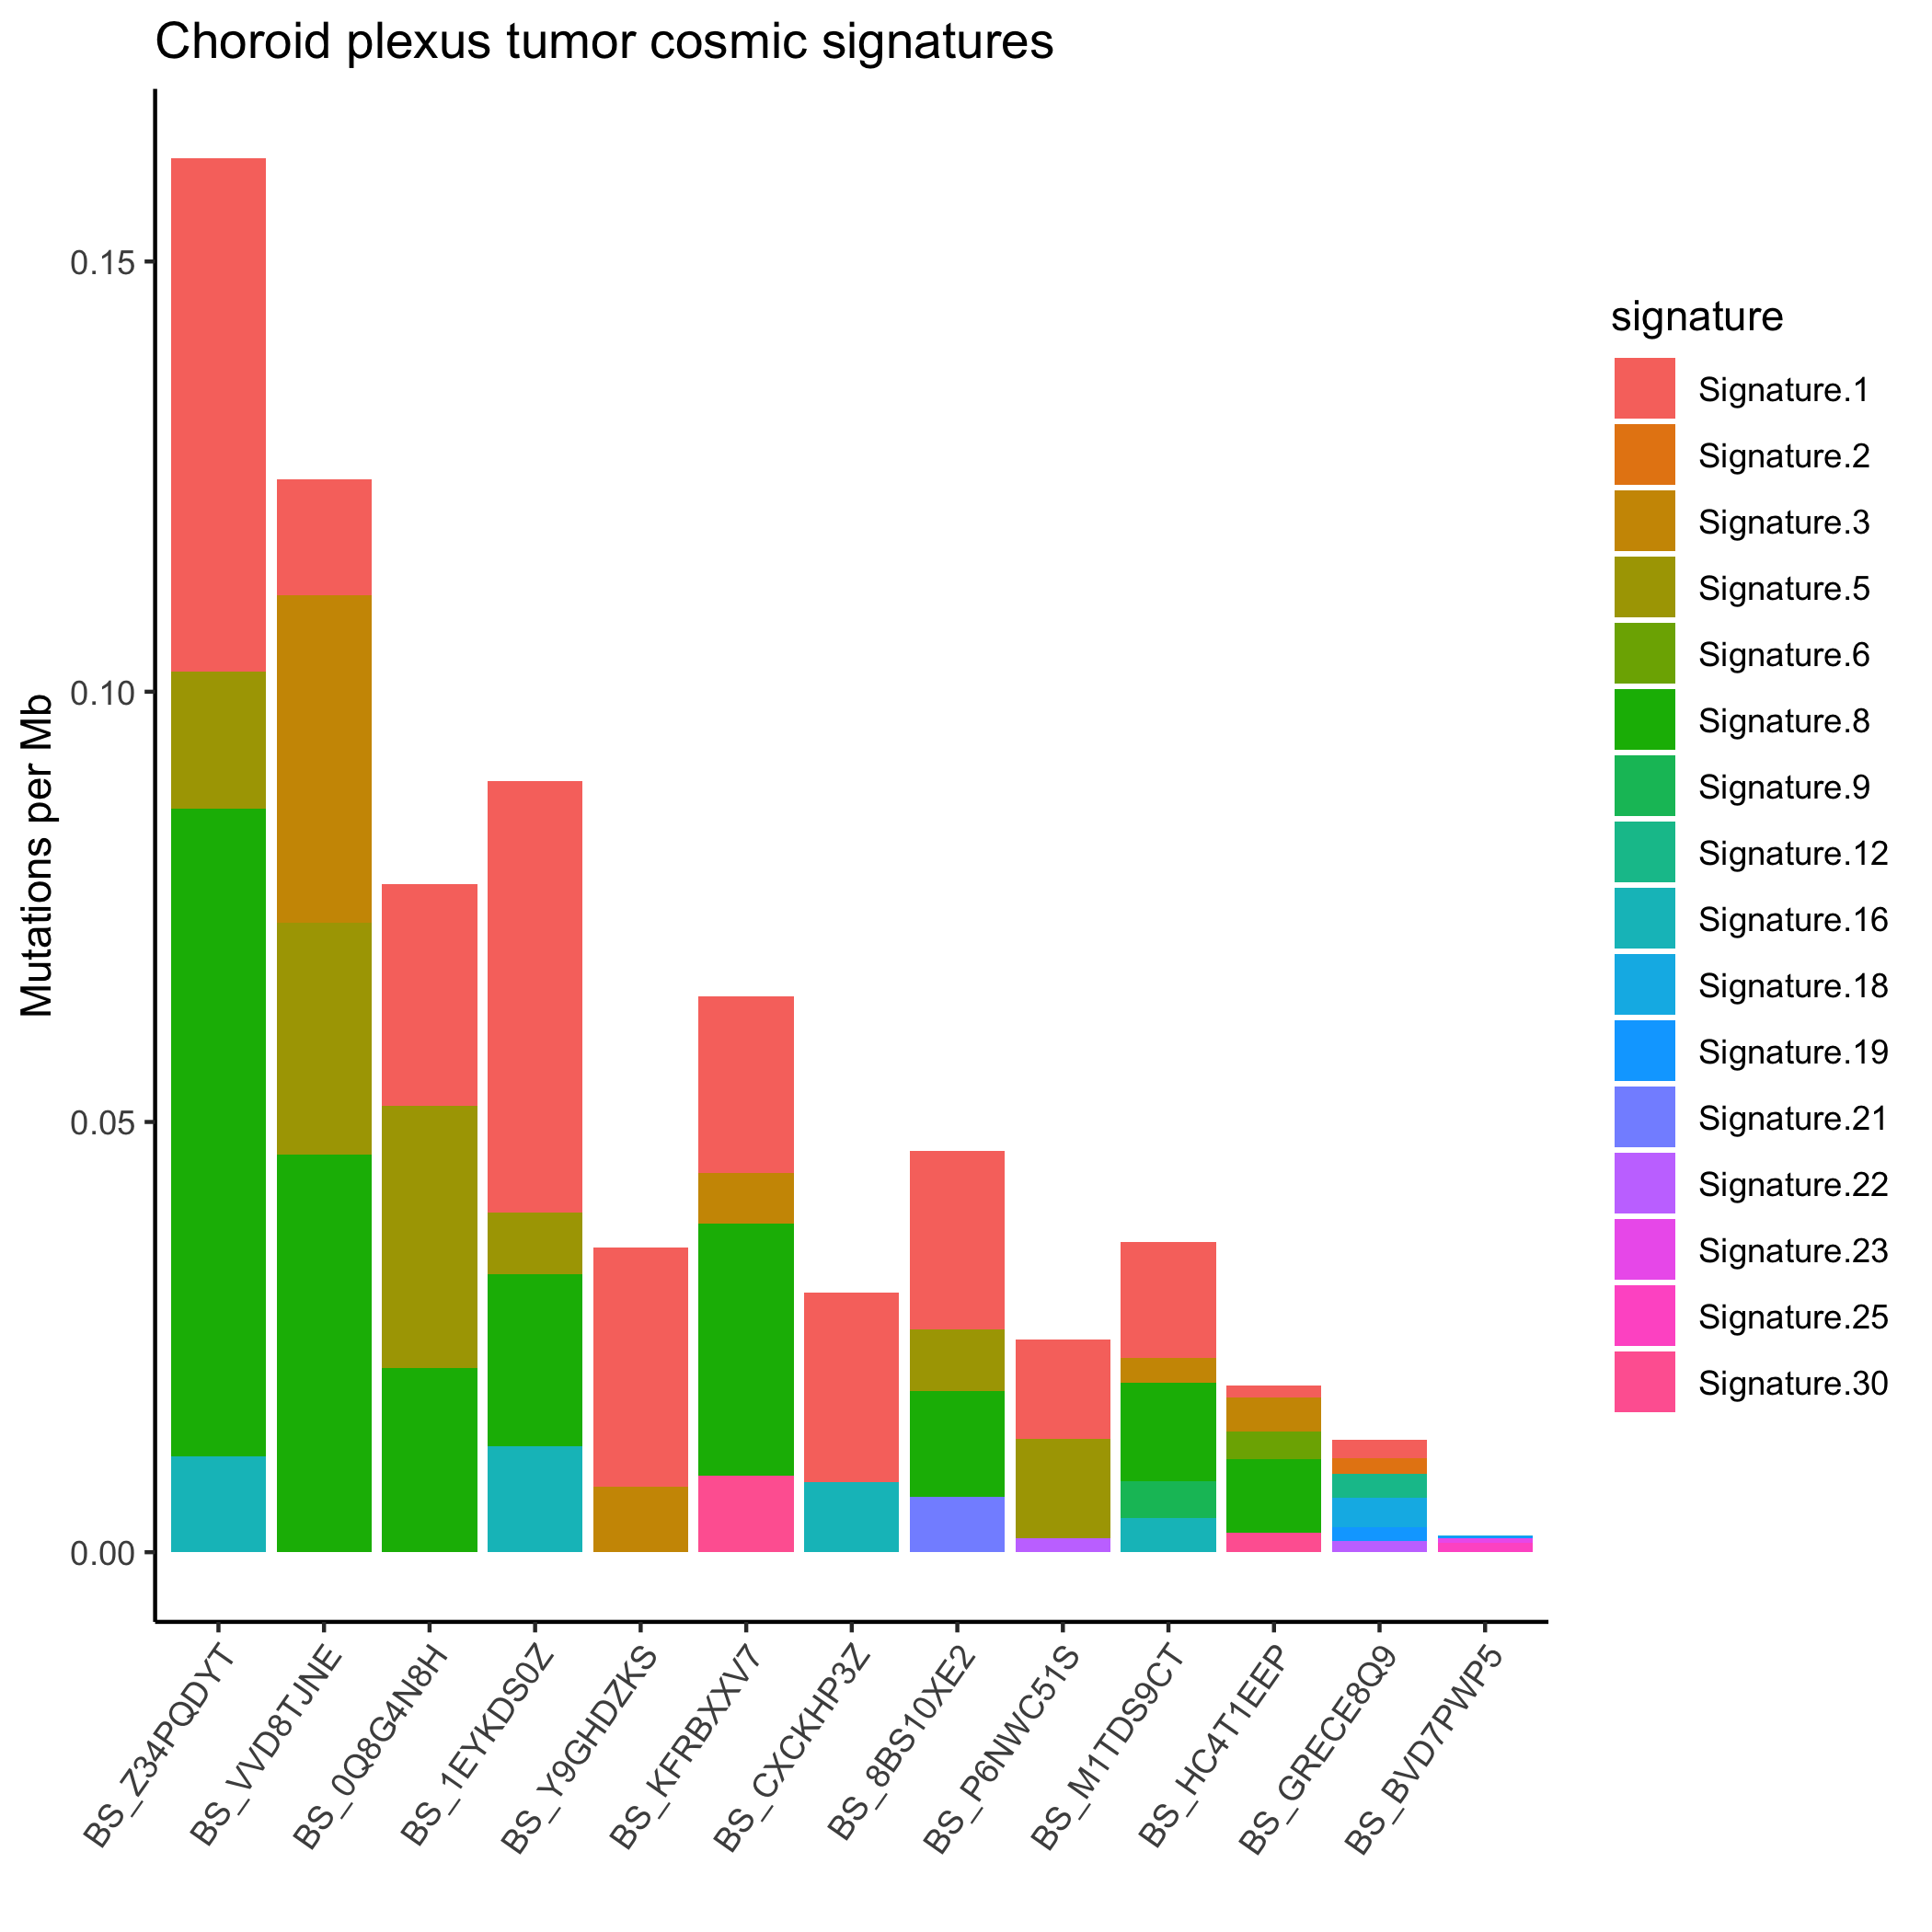 Choroid plexus tumor cosmic signatures
Mutations per Mb
0.15
0.10
0.05
0.00
BS_Z34PQDYT
BS_VVD8TJNE
BS_0Q8G4N8H
BS_1EYKDS0Z
BS_Y9GHDZKS
BS_KFRBXXV7
BS_CXCKHP3Z
BS_8BS10XE2
BS_P6NWC51S
BS_M1TDS9CT
BS_HC4T1EEP
BS_GRECE8Q9
BS_BVD7PWP5
signature
Signature.1
Signature.2
Signature.3
Signature.5
Signature.6
Signature.8
Signature.9
Signature.12
Signature.16
Signature.18
Signature.19
Signature.21
Signature.22
Signature.23
Signature.25
Signature.30